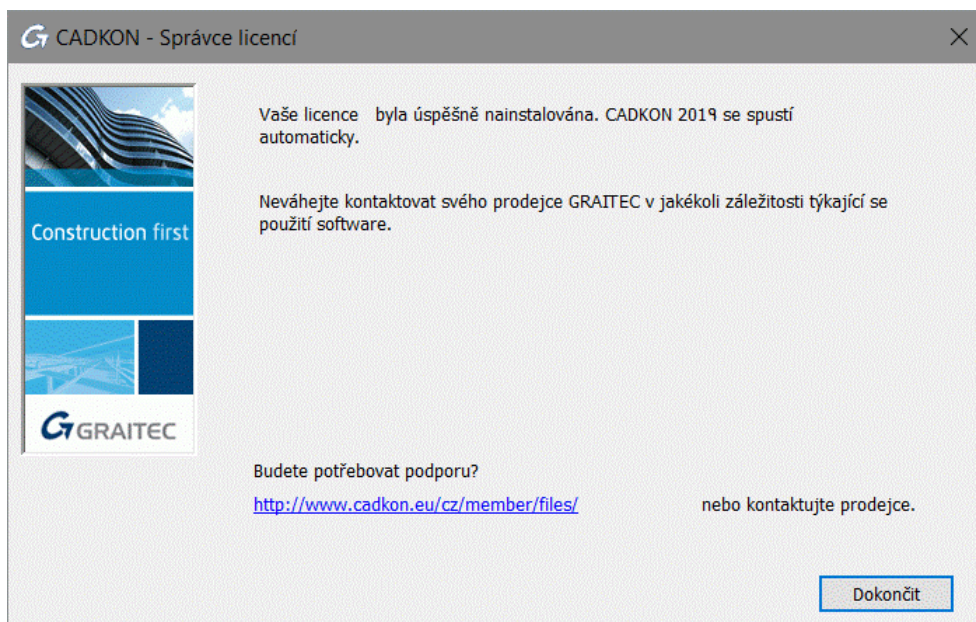 CADKON - Správce licencí
Vaše licence byla úspěšně nainstalována. CADKON 2019 se spustí
automaticky.
Neváhejte kontaktovat svého prodejce GRAITEC v jakékoli záležitosti týkající se
použití software.
Construction first
GRAITEC
Budete potřebovat podporu?
http://www.cadkon.eu/cz/member/files/ nebo kontaktujte prodejce.
Dokončit